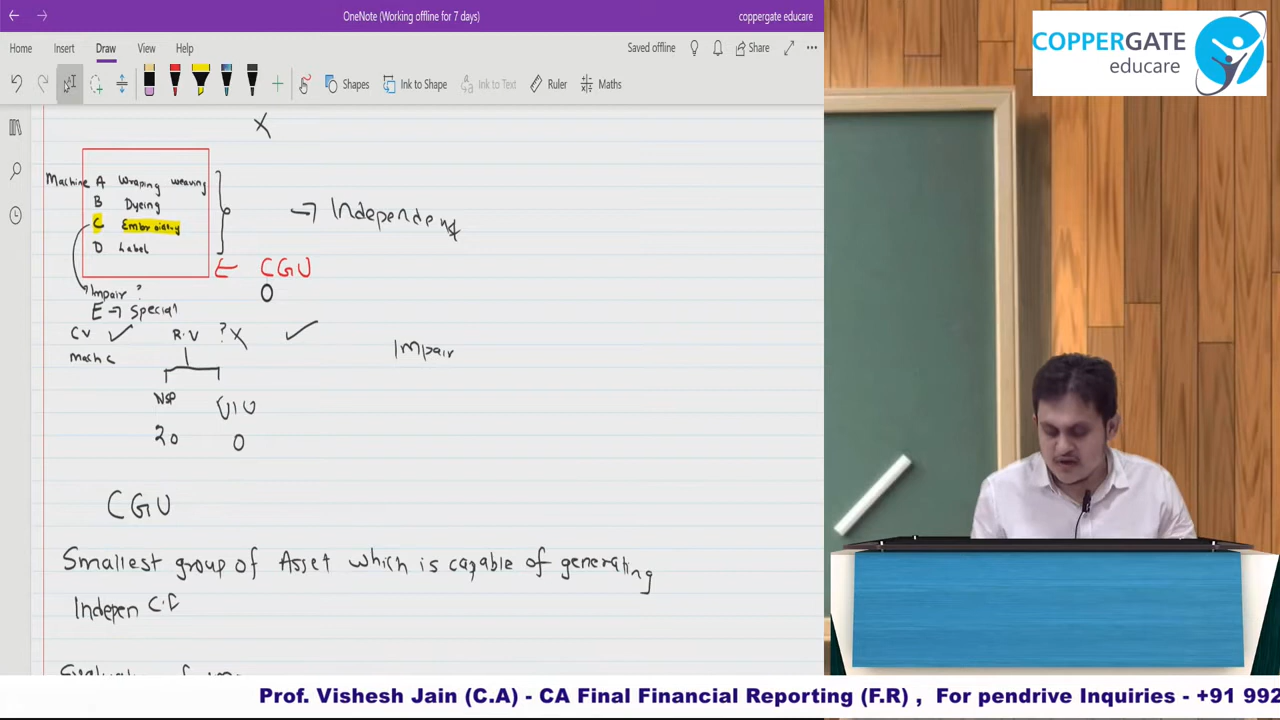 OneNote (Working offline for 7 days)
coppergate educare
Home Insert Draw View Help
Saved offline
Share
Shapes
Ink to Shape
Ink to Text
Ruler
Maths
COPPERGATE
educare
X
Machine A Wraping weaving
B Dyeing
C Embroidary
D Label
→ Independent
E CGU
0
Impair ?
E → Special
CV ✓ R.V ? X ✓
Mach C
Impair
NSP VIU
20 0
CGU
Smallest group of Asset which is capable of generating
Indepen C.F
Prof. Vishesh Jain (C.A) - CA Final Financial Reporting (F.R) , For pendrive Inquiries - +91 992